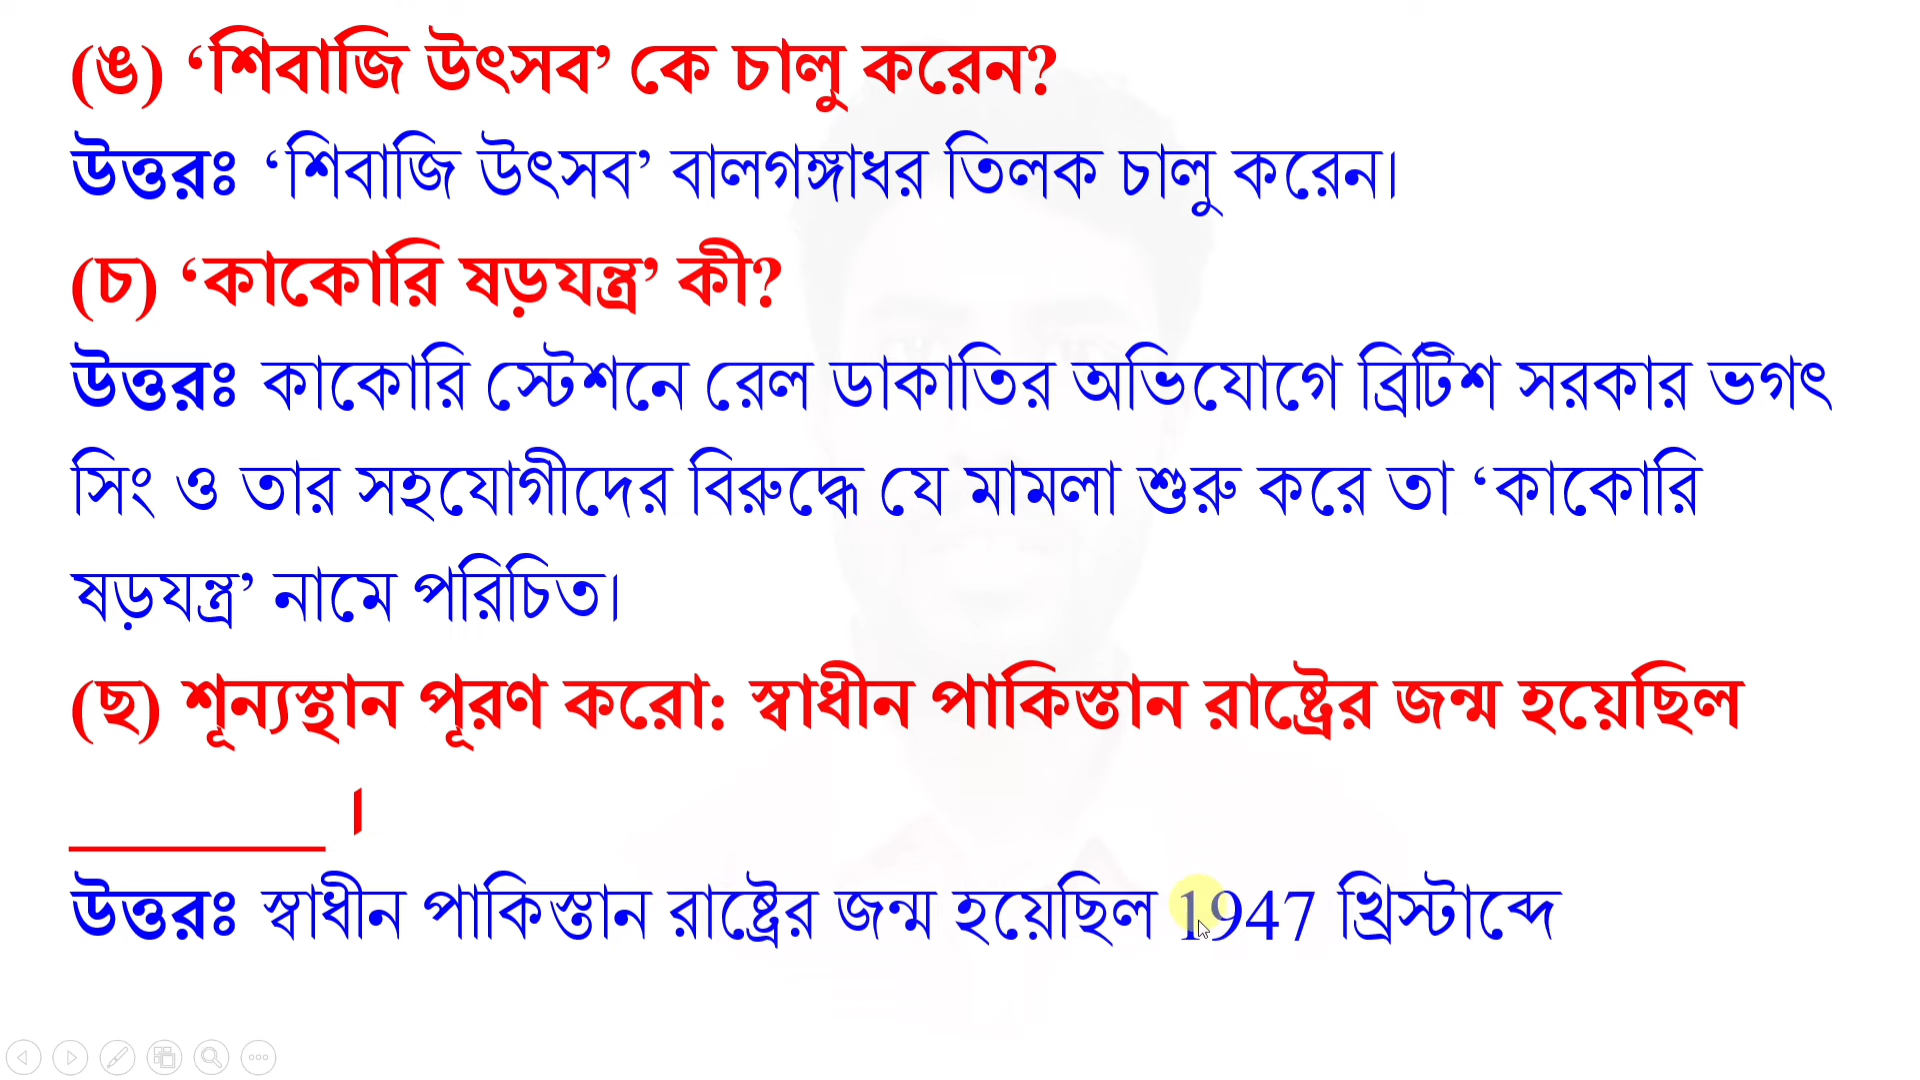 (ঙ) ‘শিবাজি উৎসব’ কে চালু করেন?
উত্তরঃ ‘শিবাজি উৎসব’ বালগঙ্গাধর তিলক চালু করেন।
(চ) ‘কাকোরি ষড়যন্ত্র’ কী?
উত্তরঃ কাকোরি স্টেশনে রেল ডাকাতির অভিযোগে ব্রিটিশ সরকার ভগৎ
সিং ও তার সহযোগীদের বিরুদ্ধে যে মামলা শুরু করে তা ‘কাকোরি
ষড়যন্ত্র’ নামে পরিচিত।
(ছ) শূন্যস্থান পূরণ করো: স্বাধীন পাকিস্তান রাষ্ট্রের জন্ম হয়েছিল
_________ ।
উত্তরঃ স্বাধীন পাকিস্তান রাষ্ট্রের জন্ম হয়েছিল 1947 খ্রিস্টাব্দে